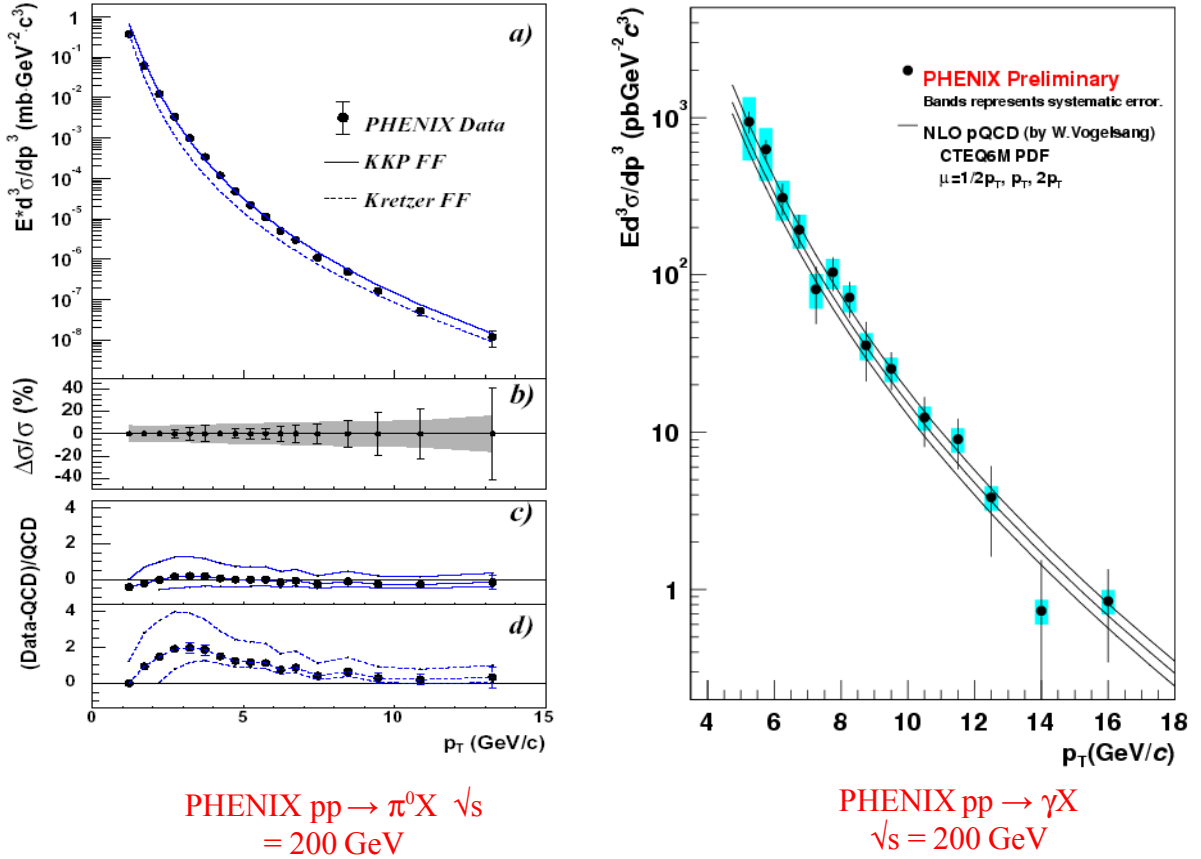 a)
E*d³σ/dp³ (mb·GeV⁻²·c³)
1
10⁻¹
10⁻²
10⁻³
10⁻⁴
10⁻⁵
10⁻⁶
10⁻⁷
10⁻⁸
PHENIX Data
KKP FF
Kretzer FF
b)
Δσ/σ (%)
40
20
0
-20
-40
c)
(Data-QCD)/QCD
4
2
0
d)
4
2
0
0 5 10 15
p_T (GeV/c)
PHENIX pp → π⁰X √s
= 200 GeV
Ed³σ/dp³ (pbGeV⁻²c³)
10³
10²
10
1
PHENIX Preliminary
Bands represents systematic error.
NLO pQCD (by W.Vogelsang)
CTEQ6M PDF
μ=1/2p_T, p_T, 2p_T
4 6 8 10 12 14 16 18
p_T(GeV/c)
PHENIX pp → γX
√s = 200 GeV